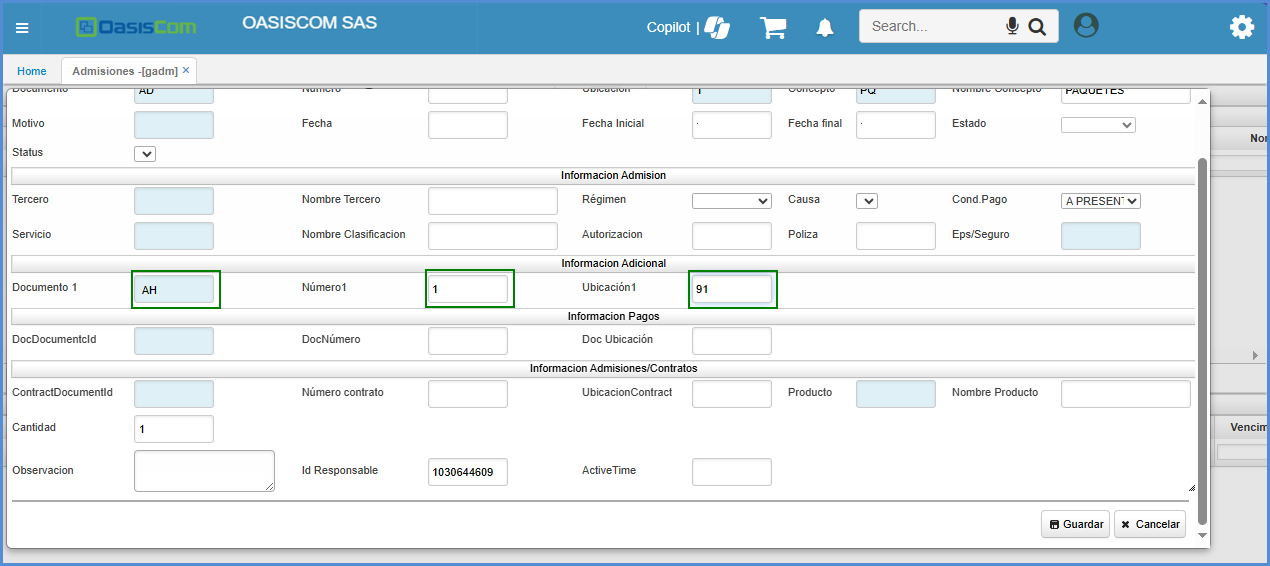 OasisCom
OASISCOM SAS
Copilot |
Search...
Home
Admisiones -[gadm] ×
Documento AD Número Ubicación 1 Concepto PQ Nombre Concepto PAQUETES
Motivo Fecha Fecha Inicial Fecha final Estado
Status
Nor
Informacion Admision
Tercero Nombre Tercero Régimen Causa Cond.Pago A PRESENT
Servicio Nombre Clasificacion Autorizacion Poliza Eps/Seguro
Informacion Adicional
Documento 1 AH Número1 1 Ubicación1 91
Informacion Pagos
DocDocumentcId DocNúmero Doc Ubicación
Informacion Admisiones/Contratos
ContractDocumentId Número contrato UbicacionContract Producto Nombre Producto
Cantidad 1
Vencim
Observacion Id Responsable 1030644609 ActiveTime
Guardar Cancelar